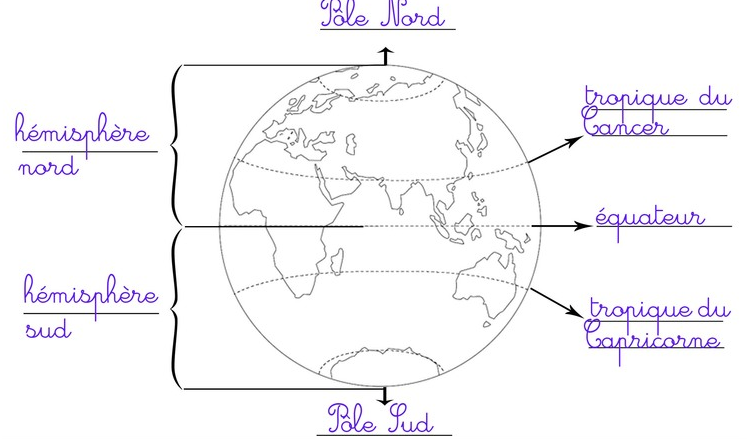 Pôle Nord
tropique du
Cancer
hémisphère
nord
équateur
hémisphère
sud
tropique du
Capricorne
Pôle Sud